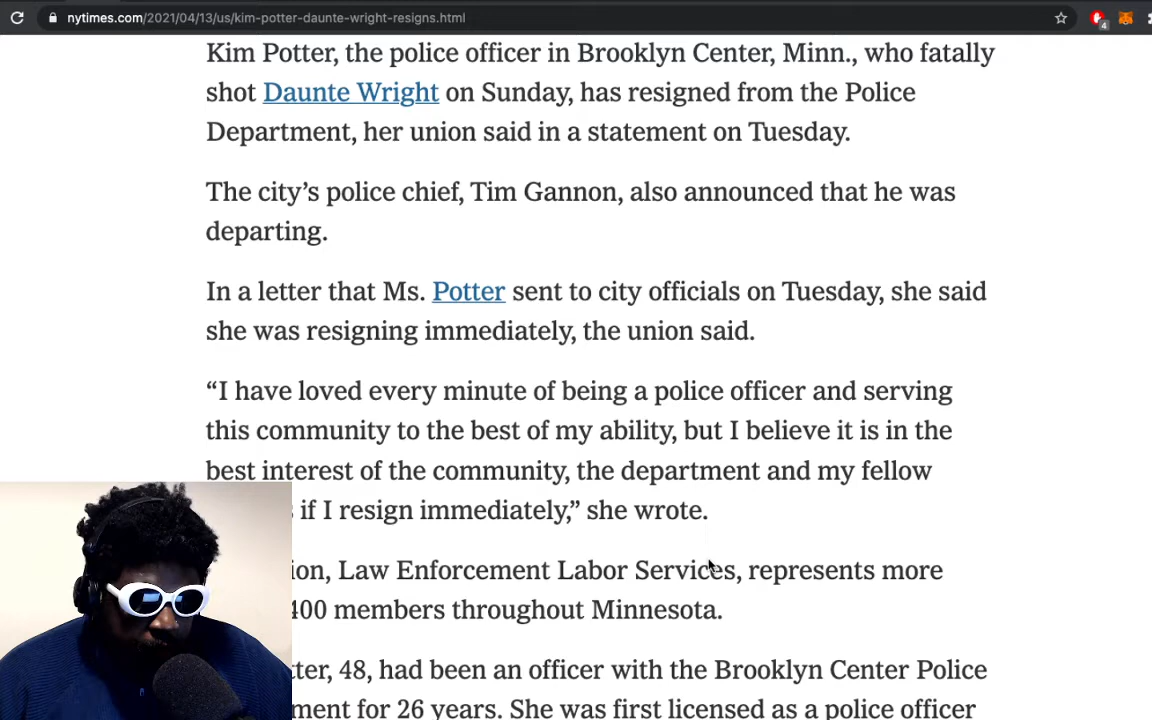 nytimes.com/2021/04/13/us/kim-potter-daunte-wright-resigns.html
4
Kim Potter, the police officer in Brooklyn Center, Minn., who fatally
shot Daunte Wright on Sunday, has resigned from the Police
Department, her union said in a statement on Tuesday.
The city’s police chief, Tim Gannon, also announced that he was
departing.
In a letter that Ms. Potter sent to city officials on Tuesday, she said
she was resigning immediately, the union said.
“I have loved every minute of being a police officer and serving
this community to the best of my ability, but I believe it is in the
best interest of the community, the department and my fellow
if I resign immediately,” she wrote.
Law Enforcement Labor Services, represents more
400 members throughout Minnesota.
48, had been an officer with the Brooklyn Center Police
for 26 years. She was first licensed as a police officer